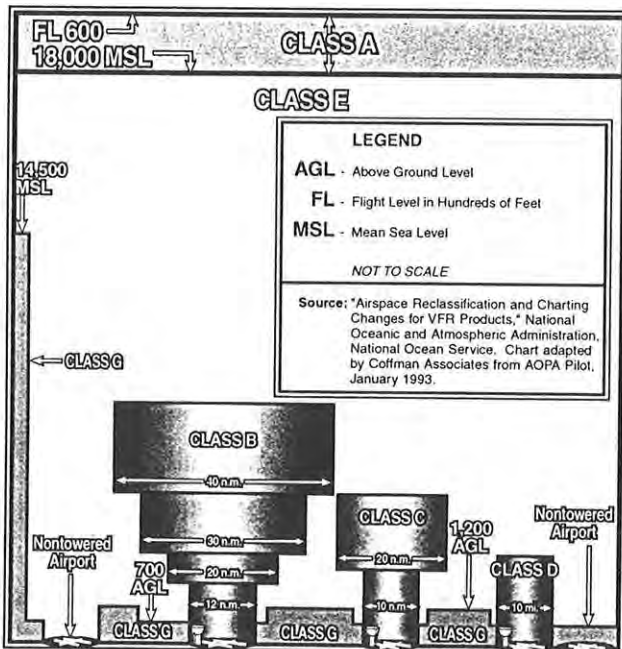 FL 600
18,000 MSL
CLASS A
CLASS E
LEGEND
AGL - Above Ground Level
FL - Flight Level in Hundreds of Feet
MSL - Mean Sea Level
NOT TO SCALE
Source: "Airspace Reclassification and Charting
Changes for VFR Products," National
Oceanic and Atmospheric Administration,
National Ocean Service. Chart adapted
by Coffman Associates from AOPA Pilot,
January 1993.
14,500
MSL
CLASS G
CLASS B
40 n.m.
30 n.m.
20 n.m.
12 n.m.
CLASS C
20 n.m.
10 n.m
CLASS D
10 mi.
Nontowered
Airport
700
AGL
1,200
AGL
Nontowered
Airport
CLASS G
CLASS G
CLASS G